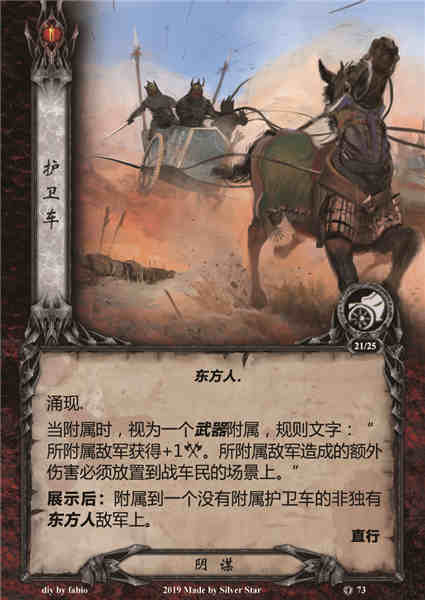 护卫车
21/25
东方人.
涌现.
当附属时，视为一个武器附属，规则文字：“
所附属敌军获得+1。所附属敌军造成的额外
伤害必须放置到战车民的场景上。”
展示后：附属到一个没有附属护卫车的非独有
东方人敌军上。
直行
阴谋
diy by fabio 2019 Made by Silver Star 73